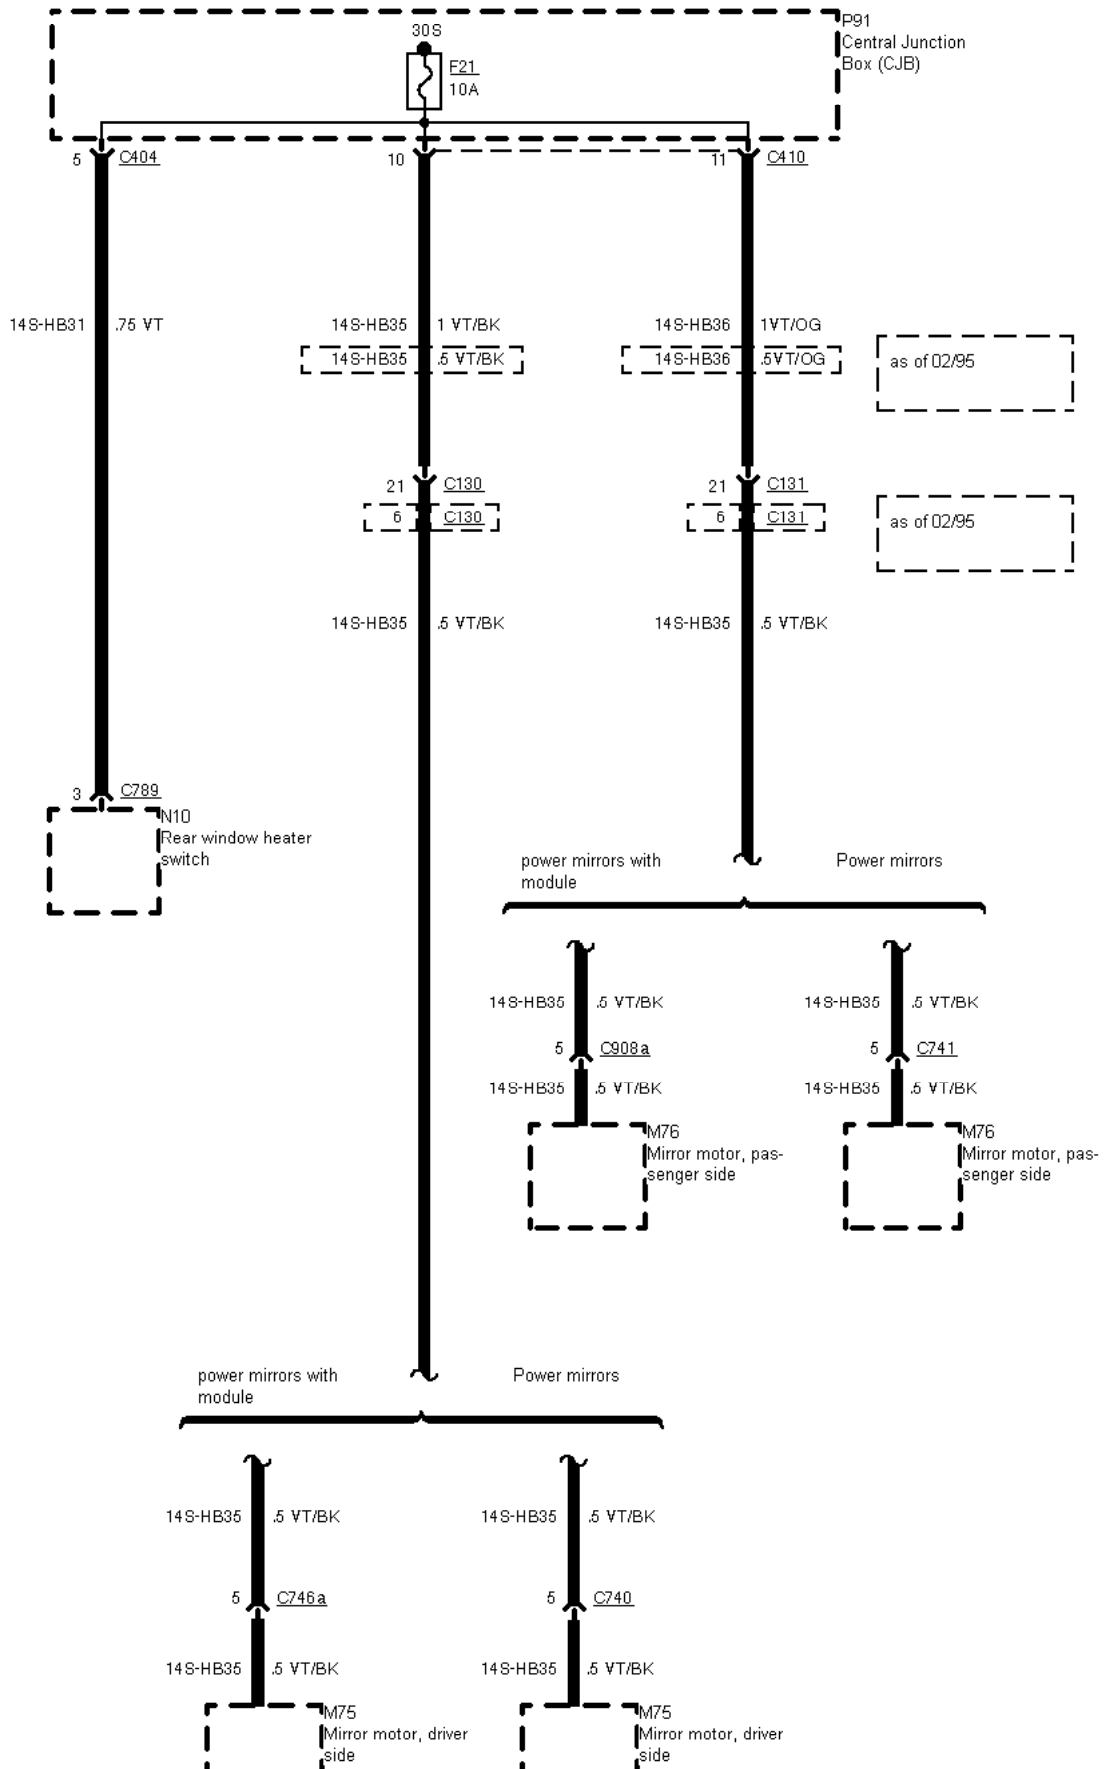 P91
Central Junction
Box (CJB)
30S
F21
10A
5 C404
10
11 C410
14S-HB31 .75 VT
14S-HB35 1 VT/BK
14S-HB36 1VT/OG
14S-HB35 .5 VT/BK
14S-HB36 .5VT/OG
as of 02/95
21 C130
21 C131
6 C130
6 C131
as of 02/95
14S-HB35 .5 VT/BK
14S-HB35 .5 VT/BK
3 C789
N10
Rear window heater
switch
power mirrors with
module
Power mirrors
14S-HB35 .5 VT/BK
14S-HB35 .5 VT/BK
5 C908a
5 C741
14S-HB35 .5 VT/BK
14S-HB35 .5 VT/BK
M76
Mirror motor, pas-
senger side
M76
Mirror motor, pas-
senger side
power mirrors with
module
Power mirrors
14S-HB35 .5 VT/BK
14S-HB35 .5 VT/BK
5 C746a
5 C740
14S-HB35 .5 VT/BK
14S-HB35 .5 VT/BK
M75
Mirror motor, driver
side
M75
Mirror motor, driver
side